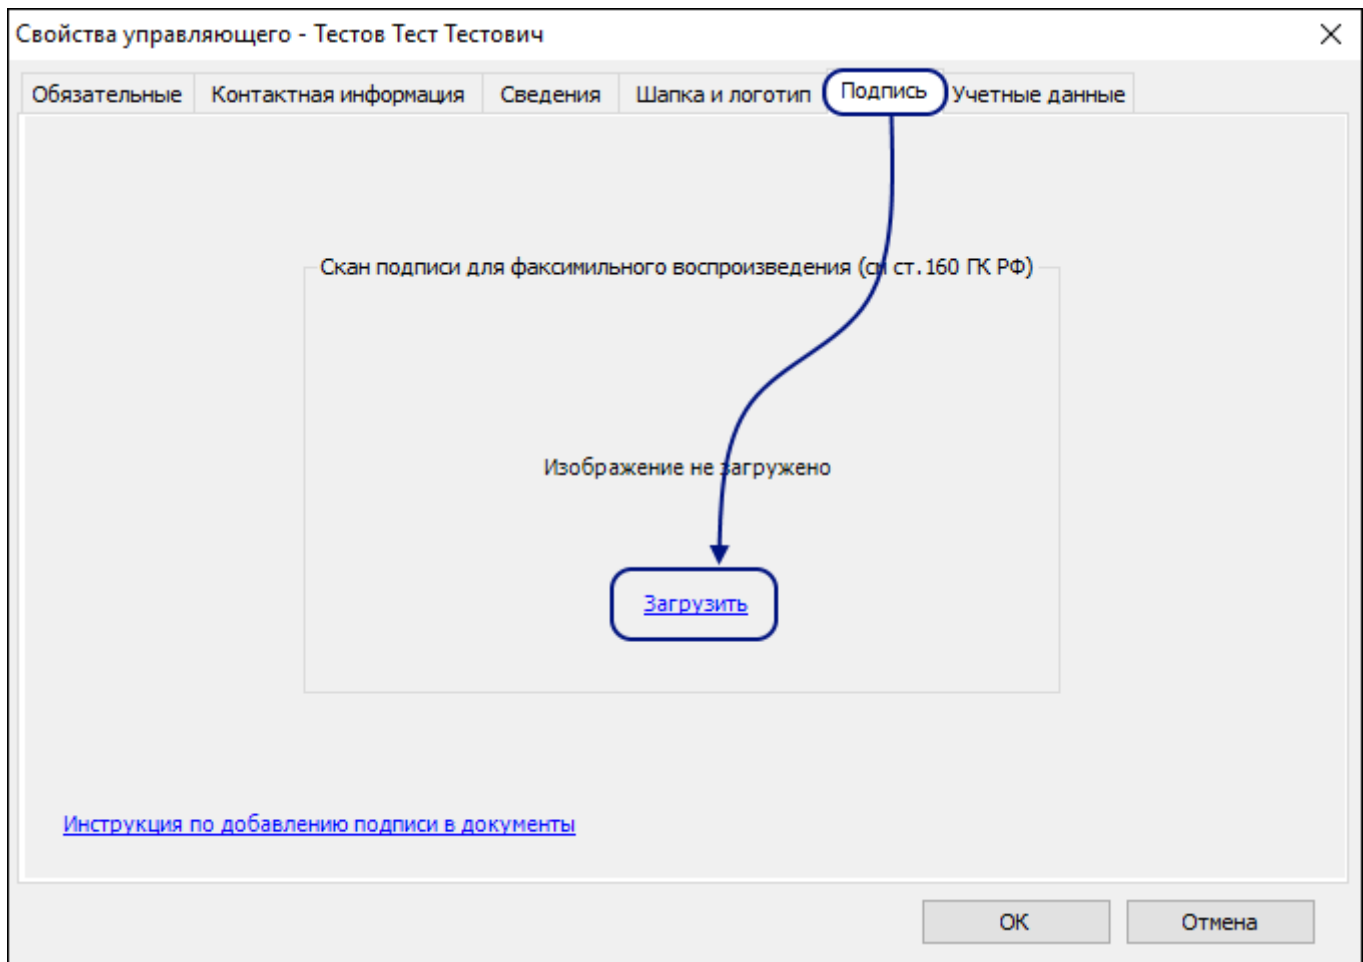 Свойства управляющего - Тестов Тест Тестович
Обязательные Контактная информация Сведения Шапка и логотип Подпись Учетные данные
Скан подписи для факсимильного воспроизведения (см ст.160 ГК РФ)
Изображение не загружено
Загрузить
Инструкция по добавлению подписи в документы
ОК Отмена